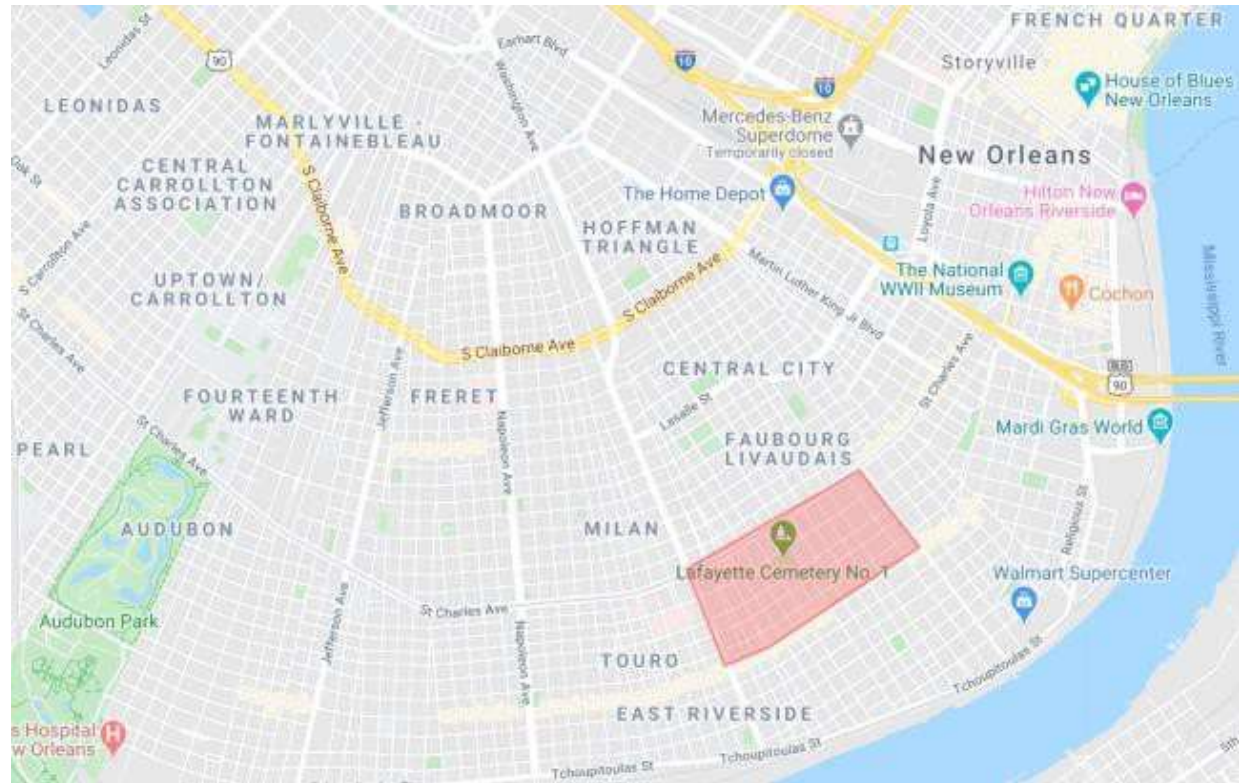 FRENCH QUARTER
Leonidas St
90
Earhart Blvd
Washington Ave
10
Storyville
10
House of Blues
New Orleans
LEONIDAS
MARLYVILLE -
FONTAINEBLEAU
Mercedes-Benz
Superdome
Temporarily closed
New Orleans
Oak St
CENTRAL
CARROLLTON
ASSOCIATION
S Claiborne Ave
BROADMOOR
The Home Depot
Hilton New
Orleans Riverside
Loyola Ave
HOFFMAN
TRIANGLE
S Carrollton Ave
UPTOWN/
CARROLLTON
Martin Luther King Jr Blvd
The National
WWII Museum
Cochon
Mississippi River
S Claiborne Ave
S Claiborne Ave
St Charles Ave
Jefferson Ave
CENTRAL CITY
St Charles Ave
90
FOURTEENTH
WARD
FRERET
Lasalle St
Mardi Gras World
PEARL
St Charles Ave
Napoleon Ave
FAUBOURG
LIVAUDAIS
AUDUBON
MILAN
Religious St
Lafayette Cemetery No. 1
Walmart Supercenter
Audubon Park
Jefferson Ave
St Charles Ave
Napoleon Ave
TOURO
Tchoupitoulas St
EAST RIVERSIDE
s Hospital
w Orleans
Tchoupitoulas St
Tchoupitoulas St
5th